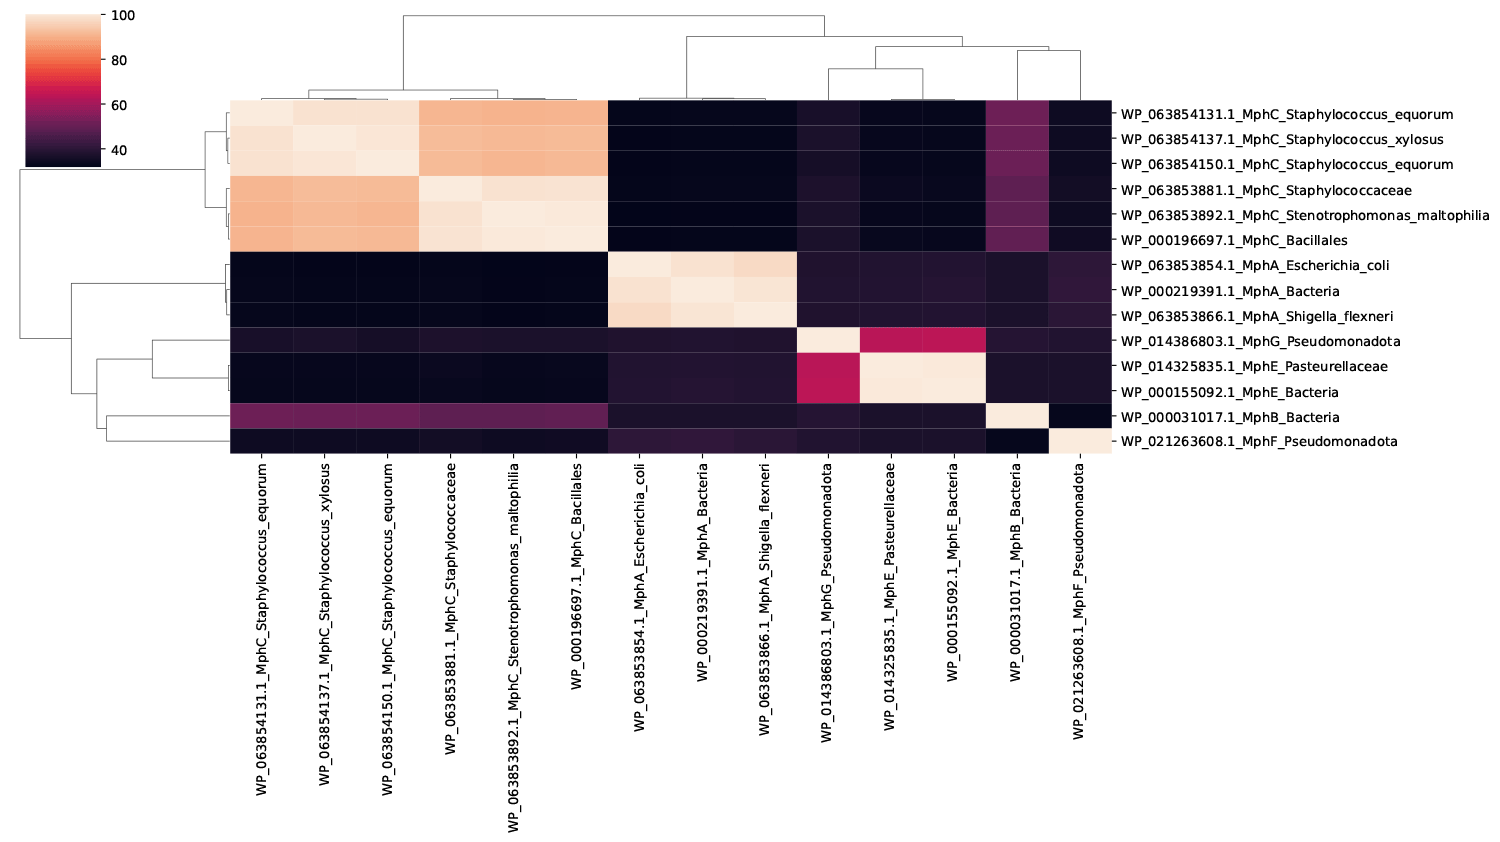 100
80
60
40
WP_063854131.1_MphC_Staphylococcus_equorum
WP_063854137.1_MphC_Staphylococcus_xylosus
WP_063854150.1_MphC_Staphylococcus_equorum
WP_063853881.1_MphC_Staphylococcaceae
WP_063853892.1_MphC_Stenotrophomonas_maltophilia
WP_000196697.1_MphC_Bacillales
WP_063853854.1_MphA_Escherichia_coli
WP_000219391.1_MphA_Bacteria
WP_063853866.1_MphA_Shigella_flexneri
WP_014386803.1_MphG_Pseudomonadota
WP_014325835.1_MphE_Pasteurellaceae
WP_000155092.1_MphE_Bacteria
WP_000031017.1_MphB_Bacteria
WP_021263608.1_MphF_Pseudomonadota
WP_063854131.1_MphC_Staphylococcus_equorum
WP_063854137.1_MphC_Staphylococcus_xylosus
WP_063854150.1_MphC_Staphylococcus_equorum
WP_063853881.1_MphC_Staphylococcaceae
WP_063853892.1_MphC_Stenotrophomonas_maltophilia
WP_000196697.1_MphC_Bacillales
WP_063853854.1_MphA_Escherichia_coli
WP_000219391.1_MphA_Bacteria
WP_063853866.1_MphA_Shigella_flexneri
WP_014386803.1_MphG_Pseudomonadota
WP_014325835.1_MphE_Pasteurellaceae
WP_000155092.1_MphE_Bacteria
WP_000031017.1_MphB_Bacteria
WP_021263608.1_MphF_Pseudomonadota